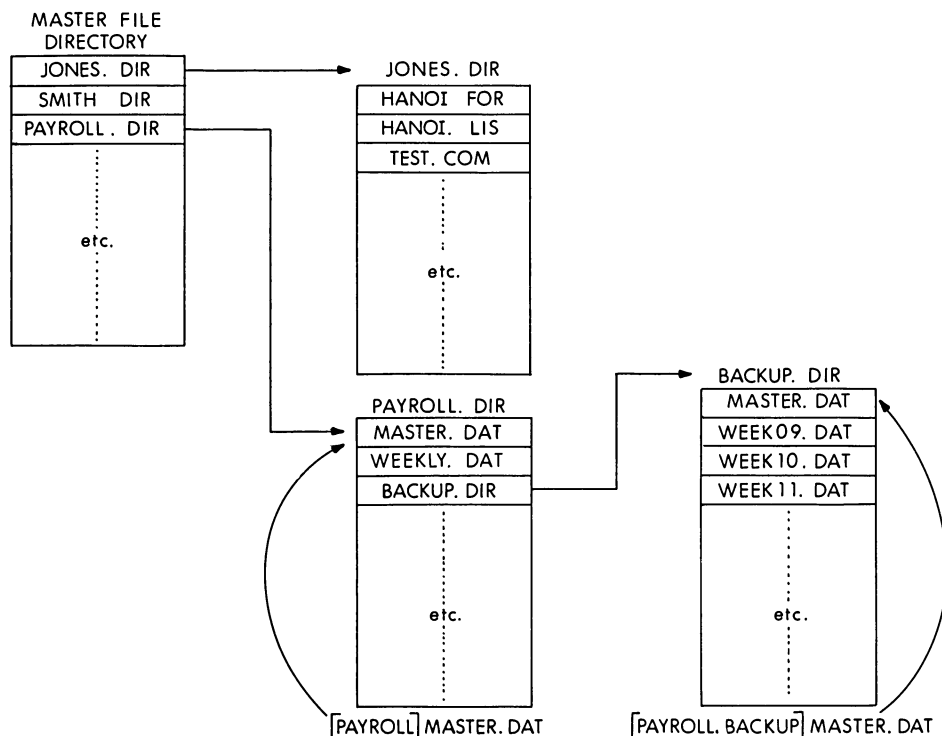 MASTER FILE
DIRECTORY
JONES. DIR
SMITH DIR
PAYROLL. DIR
etc.
JONES. DIR
HANOI FOR
HANOI. LIS
TEST. COM
etc.
PAYROLL. DIR
MASTER. DAT
WEEKLY. DAT
BACKUP. DIR
etc.
BACKUP. DIR
MASTER. DAT
WEEK09. DAT
WEEK10. DAT
WEEK11. DAT
etc.
[PAYROLL] MASTER. DAT
[PAYROLL. BACKUP] MASTER. DAT